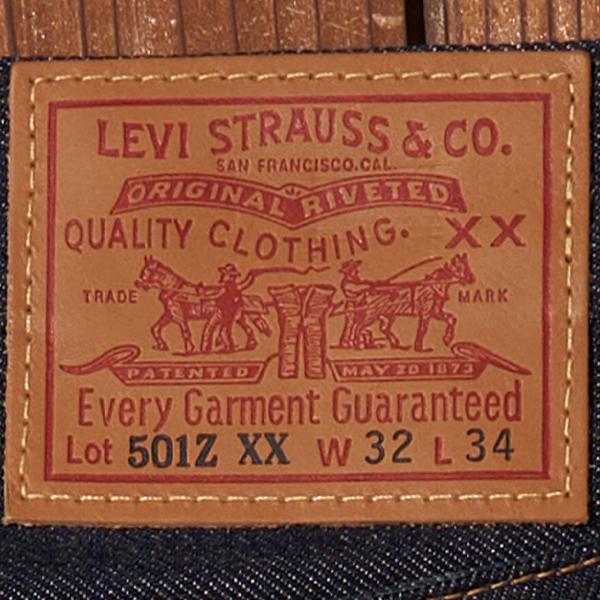 LEVI STRAUSS & CO.
SAN FRANCISCO.CAL.
ORIGINAL RIVETED
QUALITY CLOTHING. XX
TRADE MARK
PATENTED MAY 20 1873
Every Garment Guaranteed
Lot 501Z XX W 32 L 34